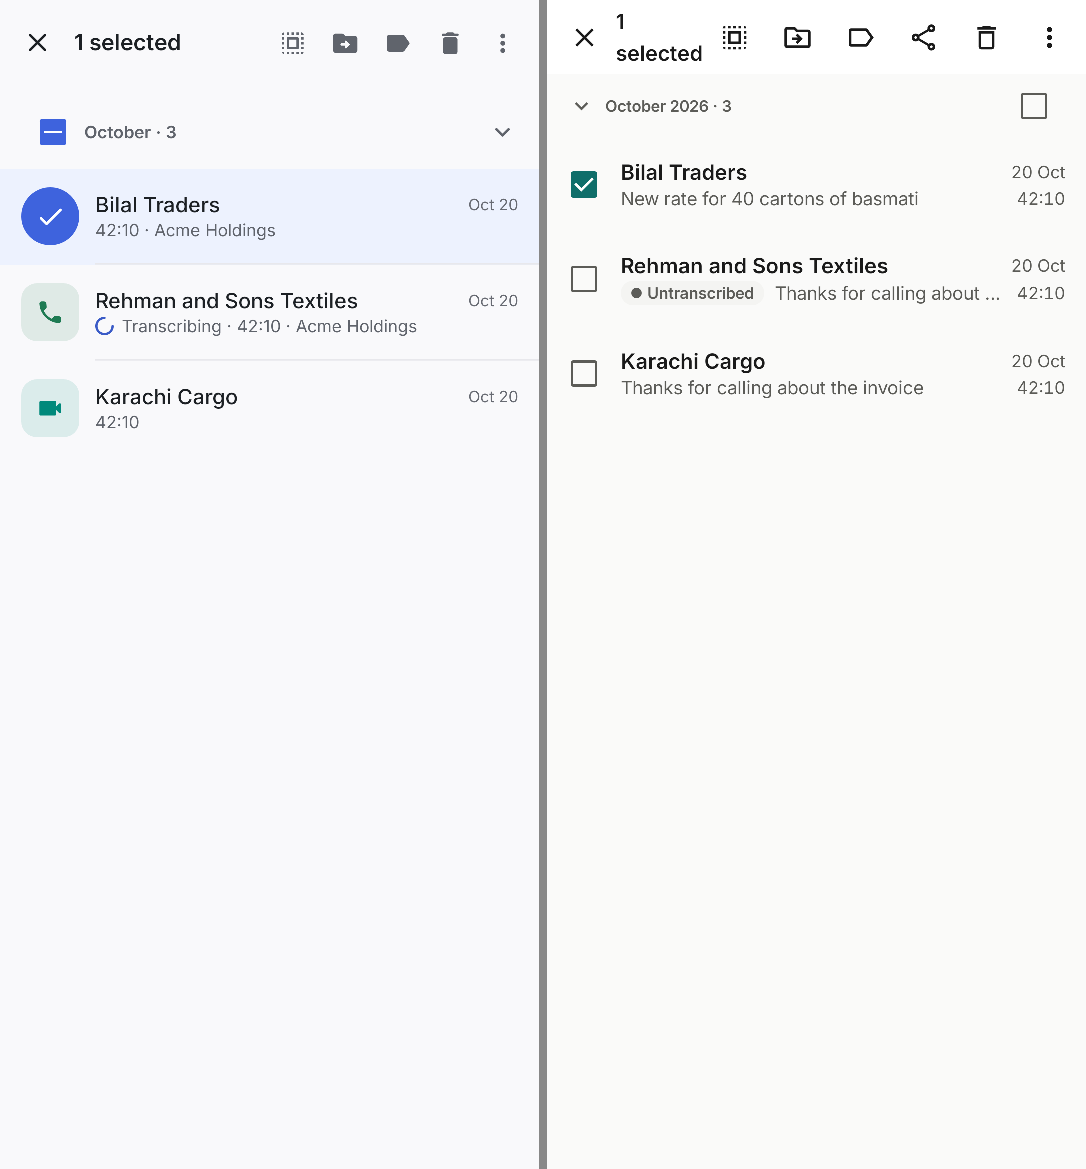 1 selected
October · 3
Bilal Traders
Oct 20
42:10 · Acme Holdings
Rehman and Sons Textiles
Oct 20
Transcribing · 42:10 · Acme Holdings
Karachi Cargo
Oct 20
42:10
1
selected
October 2026 · 3
Bilal Traders
20 Oct
New rate for 40 cartons of basmati
42:10
Rehman and Sons Textiles
20 Oct
Untranscribed
Thanks for calling about ...
42:10
Karachi Cargo
20 Oct
Thanks for calling about the invoice
42:10